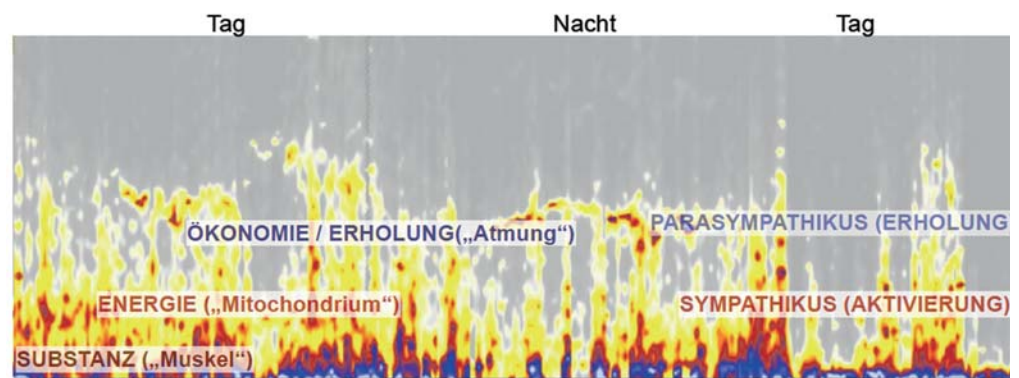 Tag Nacht Tag
ÖKONOMIE / ERHOLUNG(„Atmung“) PARASYMPATHIKUS (ERHOLUNG
ENERGIE („Mitochondrium“) SYMPATHIKUS (AKTIVIERUNG)
SUBSTANZ („Muskel“)